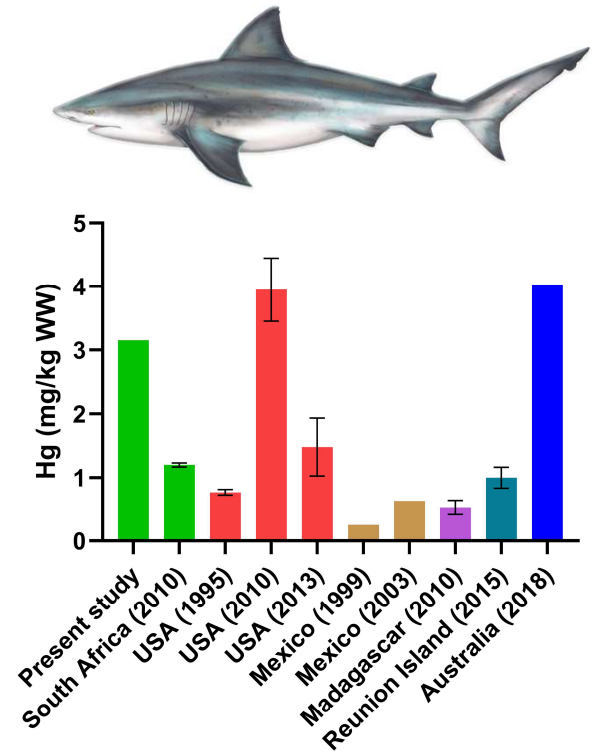 5
4
3
2
1
0
Hg (mg/kg WW)
Present study
South Africa (2010)
USA (1995)
USA (2010)
USA (2013)
Mexico (1999)
Mexico (2003)
Madagascar (2010)
Reunion Island (2015)
Australia (2018)